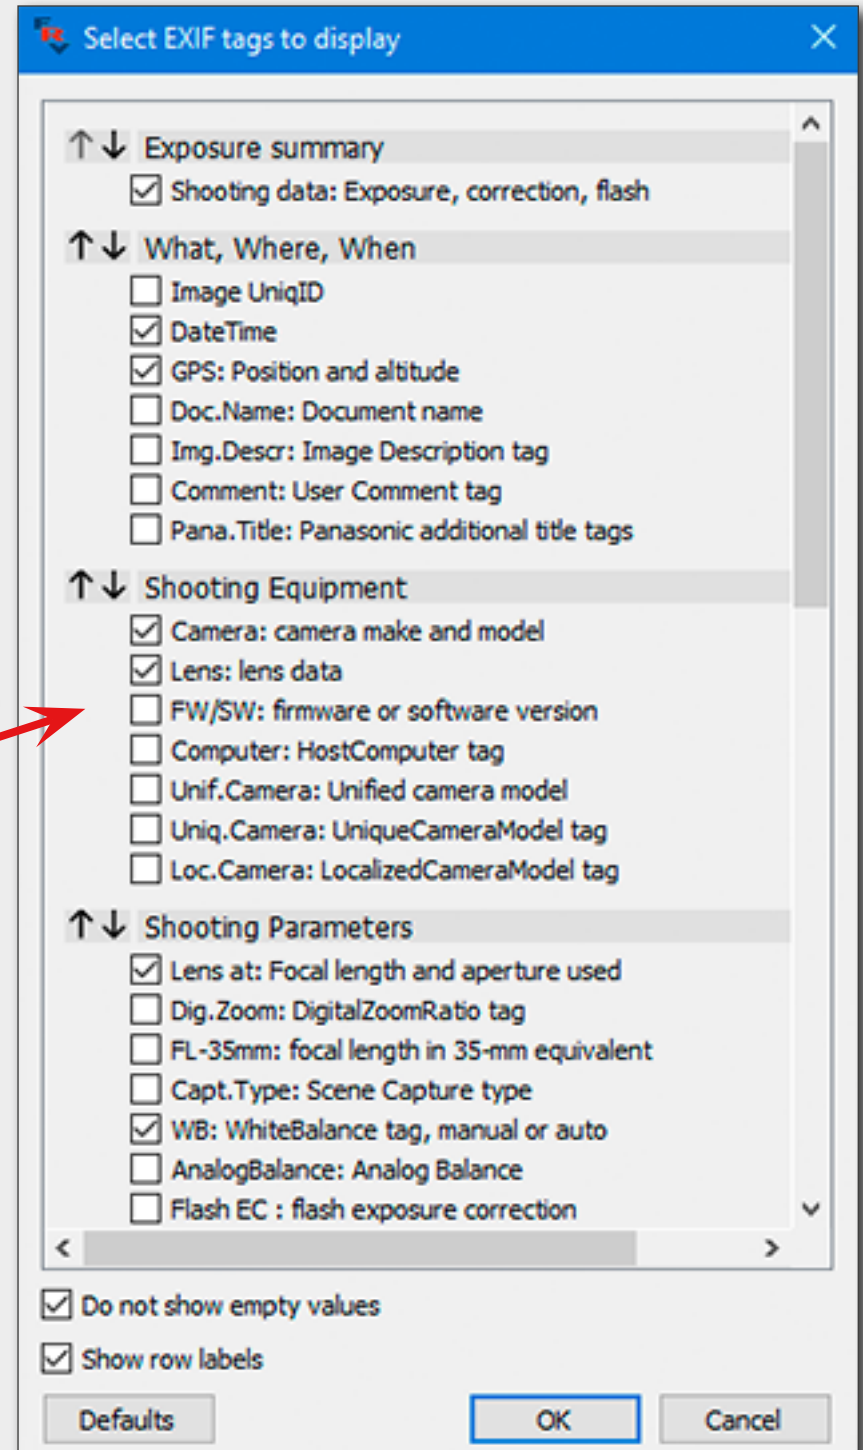 FRV Select EXIF tags to display
Exposure summary
Shooting data: Exposure, correction, flash
What, Where, When
Image UniqID
DateTime
GPS: Position and altitude
Doc.Name: Document name
Img.Descr: Image Description tag
Comment: User Comment tag
Pana.Title: Panasonic additional title tags
Shooting Equipment
Camera: camera make and model
Lens: lens data
FW/SW: firmware or software version
Computer: HostComputer tag
Unif.Camera: Unified camera model
Uniq.Camera: UniqueCameraModel tag
Loc.Camera: LocalizedCameraModel tag
Shooting Parameters
Lens at: Focal length and aperture used
Dig.Zoom: DigitalZoomRatio tag
FL-35mm: focal length in 35-mm equivalent
Capt.Type: Scene Capture type
WB: WhiteBalance tag, manual or auto
AnalogBalance: Analog Balance
Flash EC : flash exposure correction
Do not show empty values
Show row labels
Defaults OK Cancel